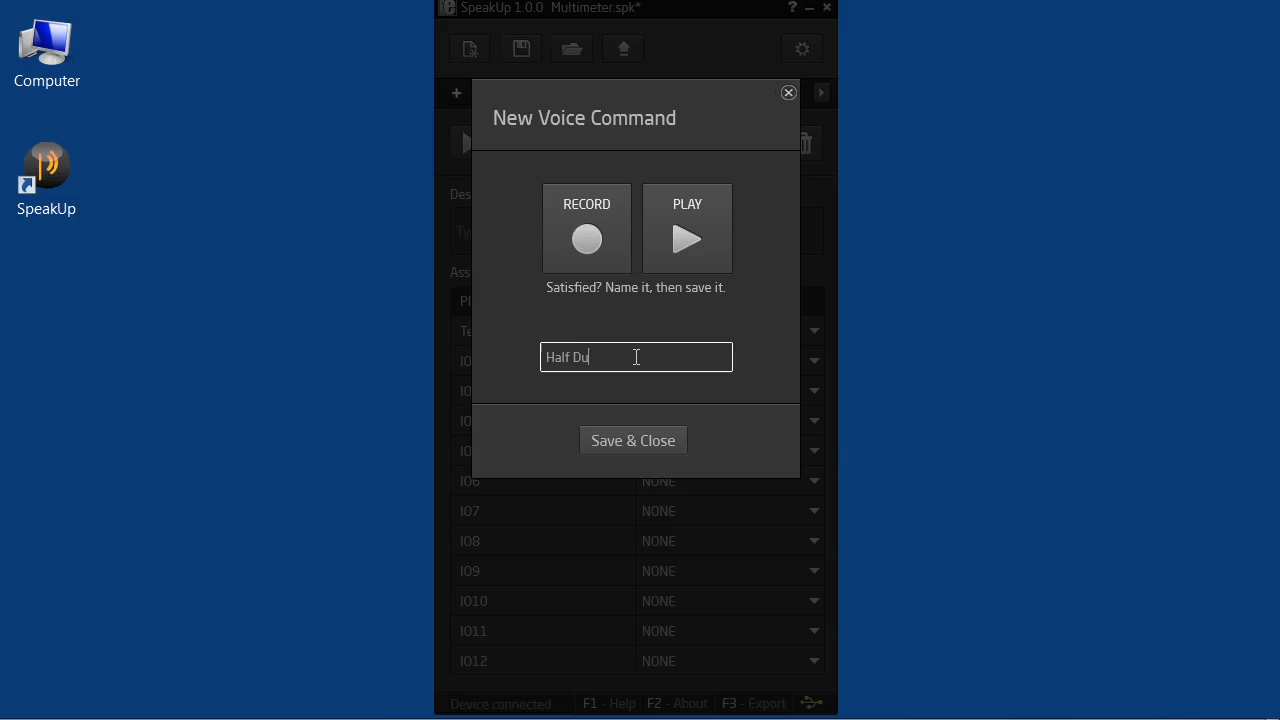 SpeakUp 1.0.0 Multimeter.spk* ?
Computer
SpeakUp
+
New Voice Command
RECORD PLAY
Satisfied? Name it, then save it.
Half Du
Save & Close
IO6 NONE
IO7 NONE
IO8 NONE
IO9 NONE
IO10 NONE
IO11 NONE
IO12 NONE
Device connected F1 - Help F2 - About F3 - Export